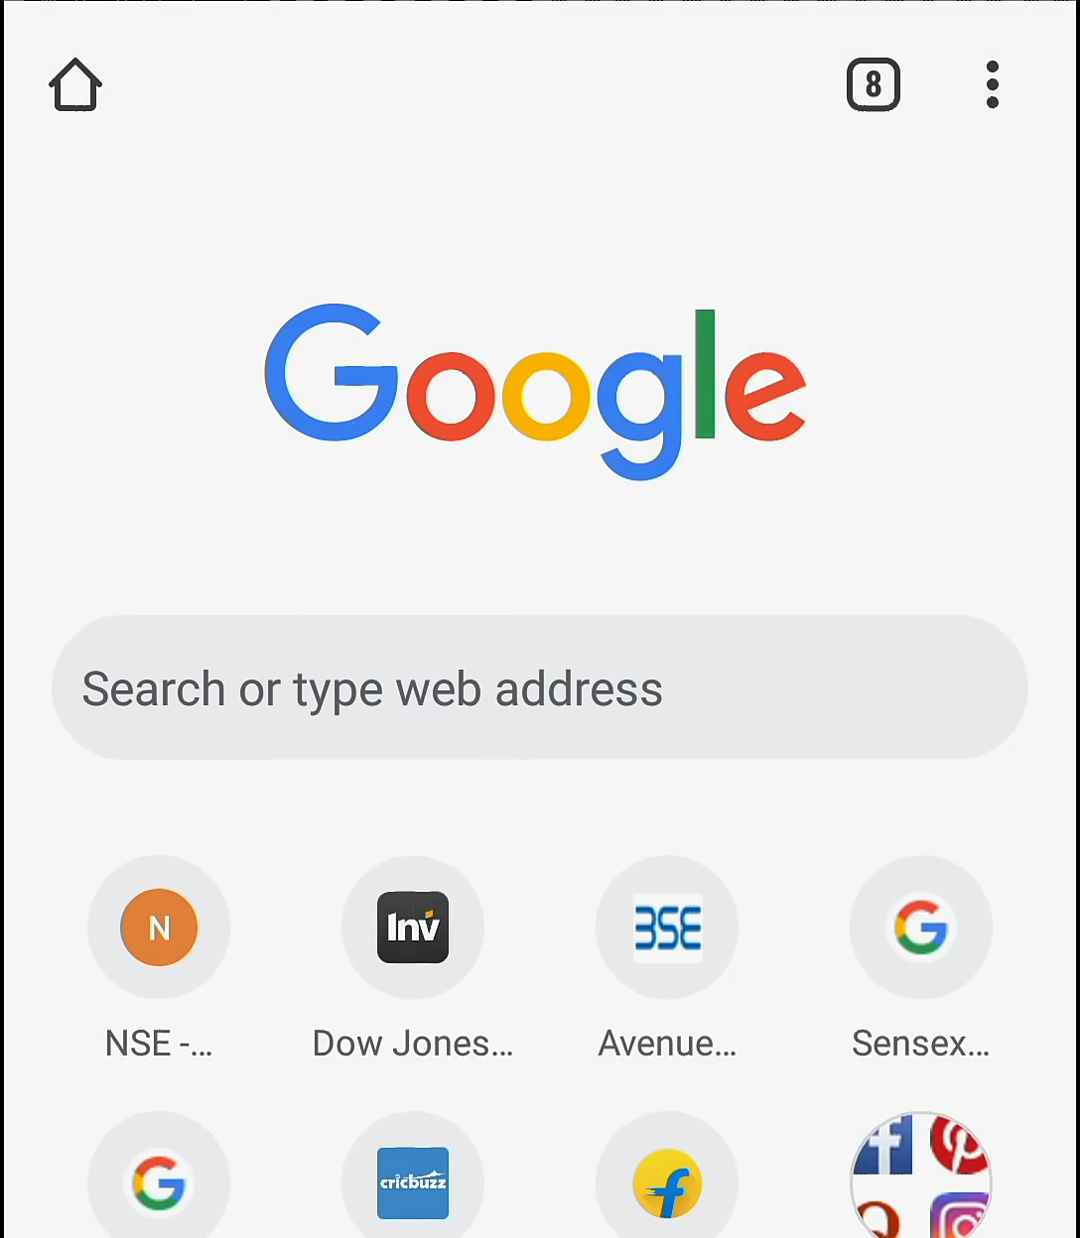 8
Google
Search or type web address
N
Inv
BSE
G
NSE -...
Dow Jones...
Avenue...
Sensex...
G
cricbuzz
f
f